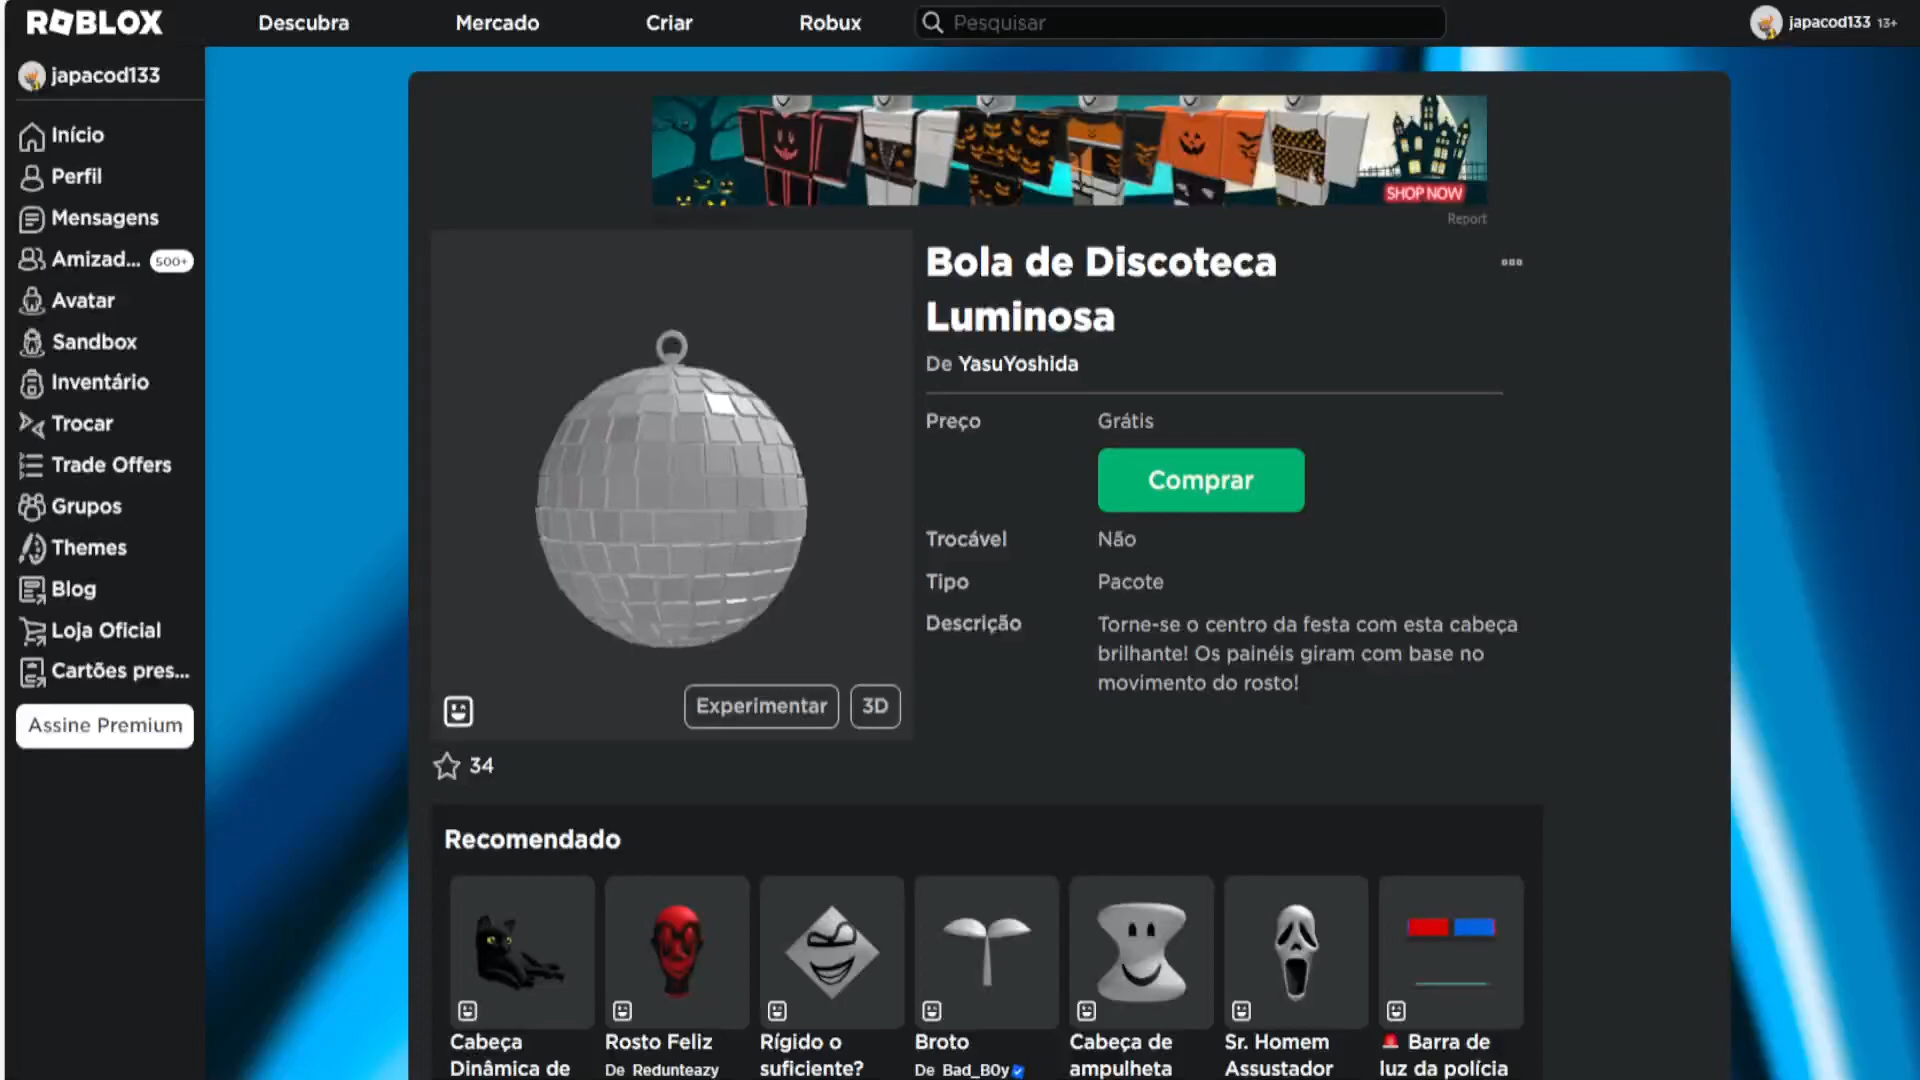 ROBLOX
Descubra
Mercado
Criar
Robux
Pesquisar
japacod133 13+
japacod133
Início
Perfil
Mensagens
Amizad... 500+
Avatar
Sandbox
Inventário
Trocar
Trade Offers
Grupos
Themes
Blog
Loja Oficial
Cartões pres...
Assine Premium
SHOP NOW
Report
Bola de Discoteca
Luminosa
De YasuYoshida
Preço Grátis
Comprar
Trocável Não
Tipo Pacote
Descrição Torne-se o centro da festa com esta cabeça
brilhante! Os painéis giram com base no
movimento do rosto!
Experimentar 3D
34
Recomendado
Cabeça
Dinâmica de
Rosto Feliz
De Redunteazy
Rígido o
suficiente?
Broto
De Bad_B0y
Cabeça de
ampulheta
Sr. Homem
Assustador
Barra de
luz da polícia